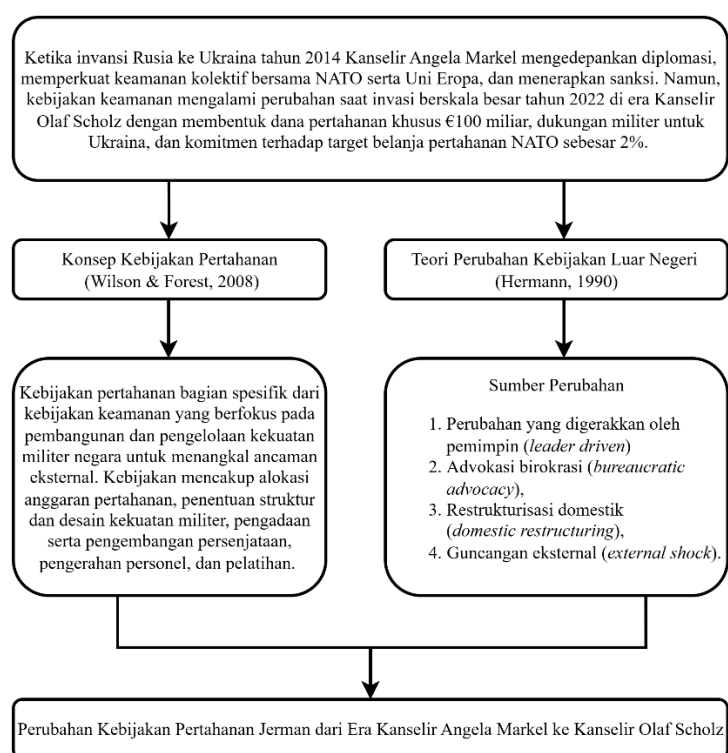 Ketika invansi Rusia ke Ukraina tahun 2014 Kanselir Angela Markel mengedepankan diplomasi,
memperkuat keamanan kolektif bersama NATO serta Uni Eropa, dan menerapkan sanksi. Namun,
kebijakan keamanan mengalami perubahan saat invasi berskala besar tahun 2022 di era Kanselir
Olaf Scholz dengan membentuk dana pertahanan khusus €100 miliar, dukungan militer untuk
Ukraina, dan komitmen terhadap target belanja pertahanan NATO sebesar 2%.
Konsep Kebijakan Pertahanan
(Wilson & Forest, 2008)
Teori Perubahan Kebijakan Luar Negeri
(Hermann, 1990)
Kebijakan pertahanan bagian spesifik dari
kebijakan keamanan yang berfokus pada
pembangunan dan pengelolaan kekuatan
militer negara untuk menangkal ancaman
eksternal. Kebijakan mencakup alokasi
anggaran pertahanan, penentuan struktur
dan desain kekuatan militer, pengadaan
serta pengembangan persenjataan,
pengerahan personel, dan pelatihan.
Sumber Perubahan
1. Perubahan yang digerakkan oleh
pemimpin (leader driven)
2. Advokasi birokrasi (bureaucratic
advocacy),
3. Restrukturisasi domestik
(domestic restructuring),
4. Guncangan eksternal (external shock).
Perubahan Kebijakan Pertahanan Jerman dari Era Kanselir Angela Markel ke Kanselir Olaf Scholz